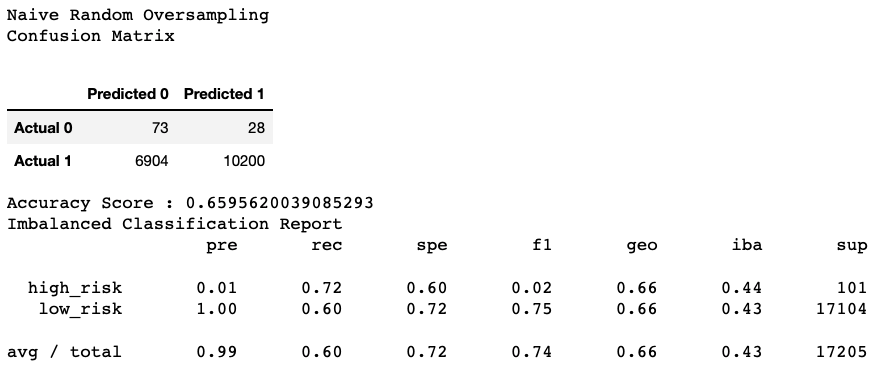 Naive Random Oversampling
Confusion Matrix
Predicted 0 Predicted 1
Actual 0 73 28
Actual 1 6904 10200
Accuracy Score : 0.6595620039085293
Imbalanced Classification Report
pre rec spe f1 geo iba sup
high_risk 0.01 0.72 0.60 0.02 0.66 0.44 101
low_risk 1.00 0.60 0.72 0.75 0.66 0.43 17104
avg / total 0.99 0.60 0.72 0.74 0.66 0.43 17205